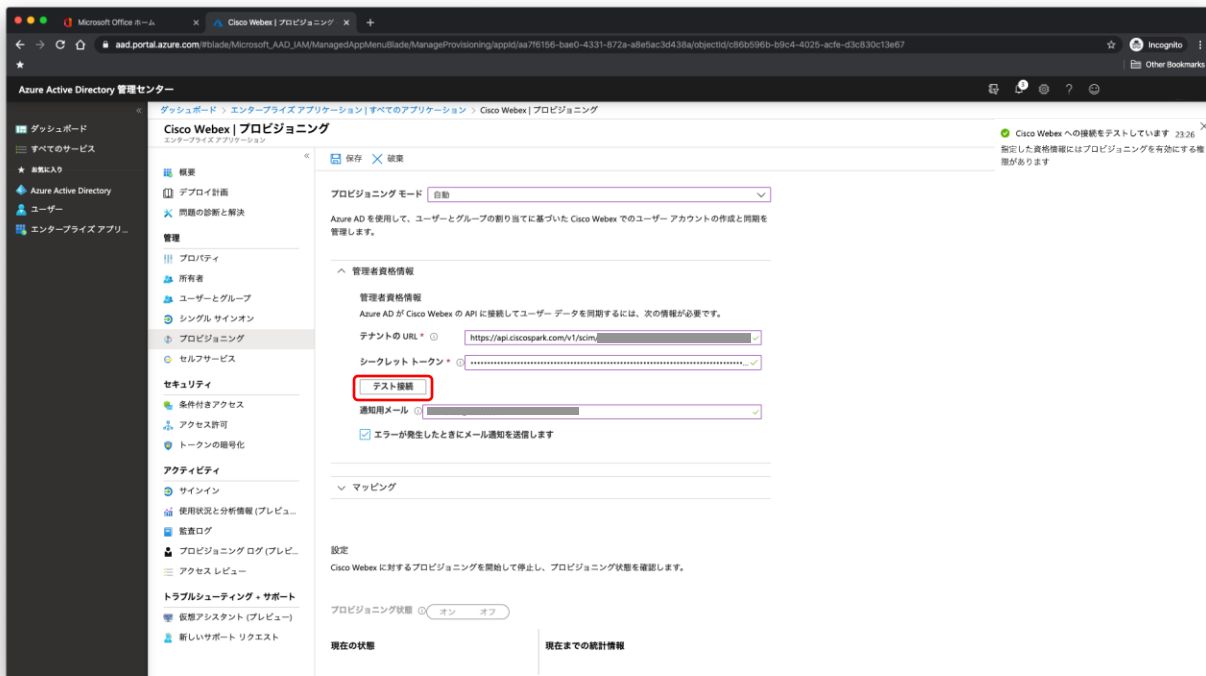 Microsoft Office ホーム
Cisco Webex | プロビジョニング
aad.portal.azure.com/#blade/Microsoft_AAD_IAM/ManagedAppMenuBlade/ManageProvisioning/appId/aa7f6156-bae0-4331-872a-a8e5ac3d438a/objectId/c86b596b-b9c4-4025-acfe-d3c830c13e67
Incognito
Other Bookmarks
Azure Active Directory 管理センター
3
ダッシュボード
すべてのサービス
お気に入り
Azure Active Directory
ユーザー
エンタープライズ アプリ...
ダッシュボード > エンタープライズ アプリケーション | すべてのアプリケーション > Cisco Webex | プロビジョニング
Cisco Webex | プロビジョニング
エンタープライズ アプリケーション
概要
デプロイ計画
問題の診断と解決
管理
プロパティ
所有者
ユーザーとグループ
シングル サインオン
プロビジョニング
セルフサービス
セキュリティ
条件付きアクセス
アクセス許可
トークンの暗号化
アクティビティ
サインイン
使用状況と分析情報 (プレビュ...
監査ログ
プロビジョニング ログ (プレビ...
アクセス レビュー
トラブルシューティング + サポート
仮想アシスタント (プレビュー)
新しいサポート リクエスト
保存 破棄
プロビジョニング モード 自動
Azure AD を使用して、ユーザーとグループの割り当てに基づいた Cisco Webex でのユーザー アカウントの作成と同期を
管理します。
管理者資格情報
管理者資格情報
Azure AD が Cisco Webex の API に接続してユーザー データを同期するには、次の情報が必要です。
テナントの URL * https://api.ciscospark.com/v1/scim/
シークレット トークン *
テスト接続
通知用メール
エラーが発生したときにメール通知を送信します
マッピング
設定
Cisco Webex に対するプロビジョニングを開始して停止し、プロビジョニング状態を確認します。
プロビジョニング状態 オン オフ
現在の状態
現在までの統計情報
Cisco Webex への接続をテストしています 23:26
指定した資格情報にはプロビジョニングを有効にする権
限があります